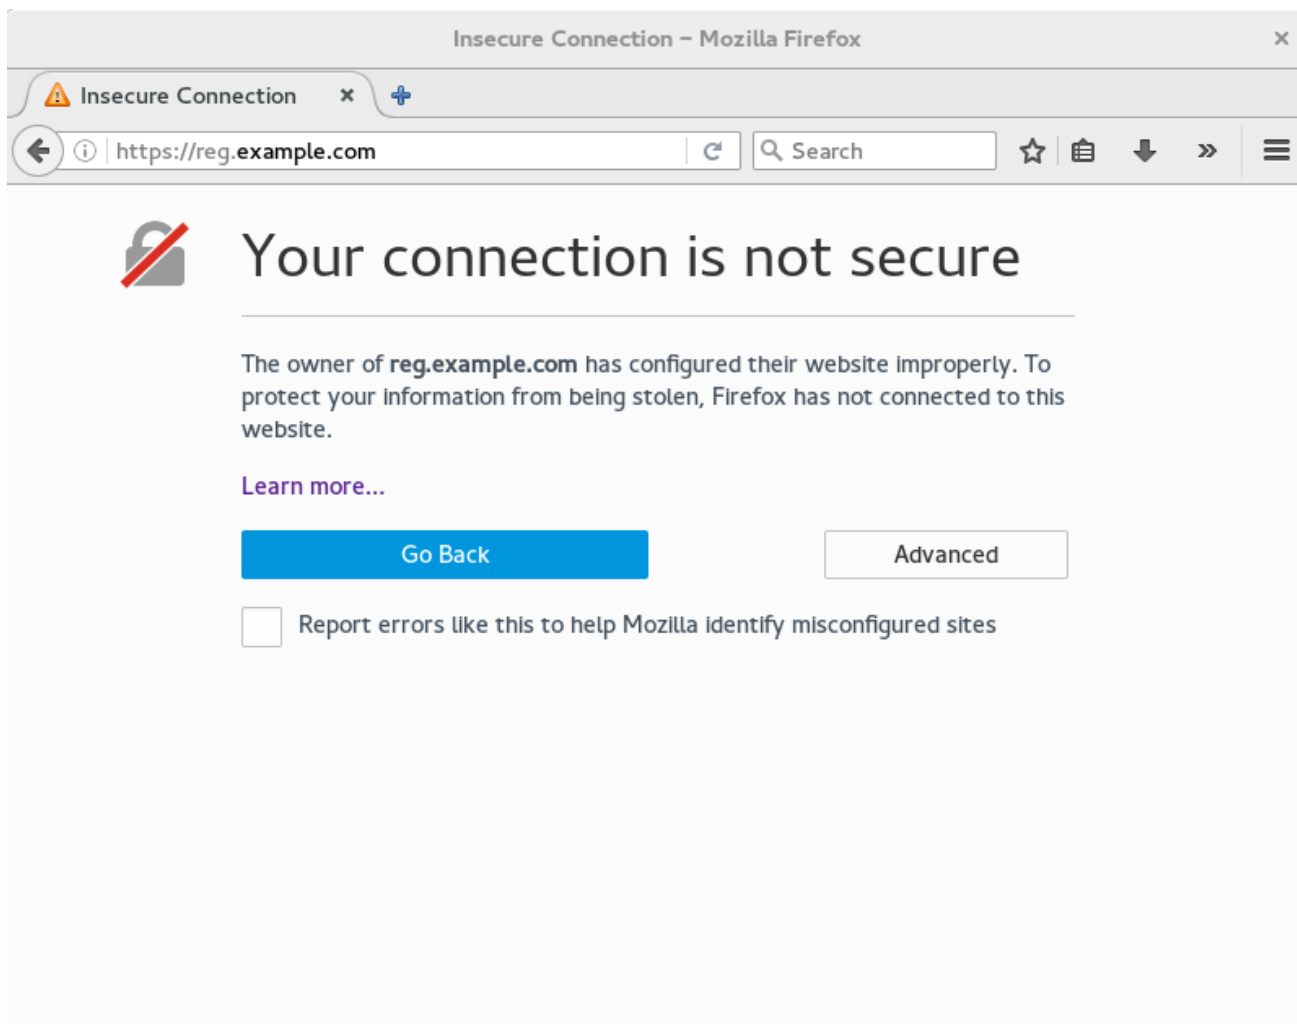 Insecure Connection – Mozilla Firefox
Insecure Connection
https://reg.example.com
Search
Your connection is not secure
The owner of reg.example.com has configured their website improperly. To
protect your information from being stolen, Firefox has not connected to this
website.
Learn more...
Go Back
Advanced
Report errors like this to help Mozilla identify misconfigured sites